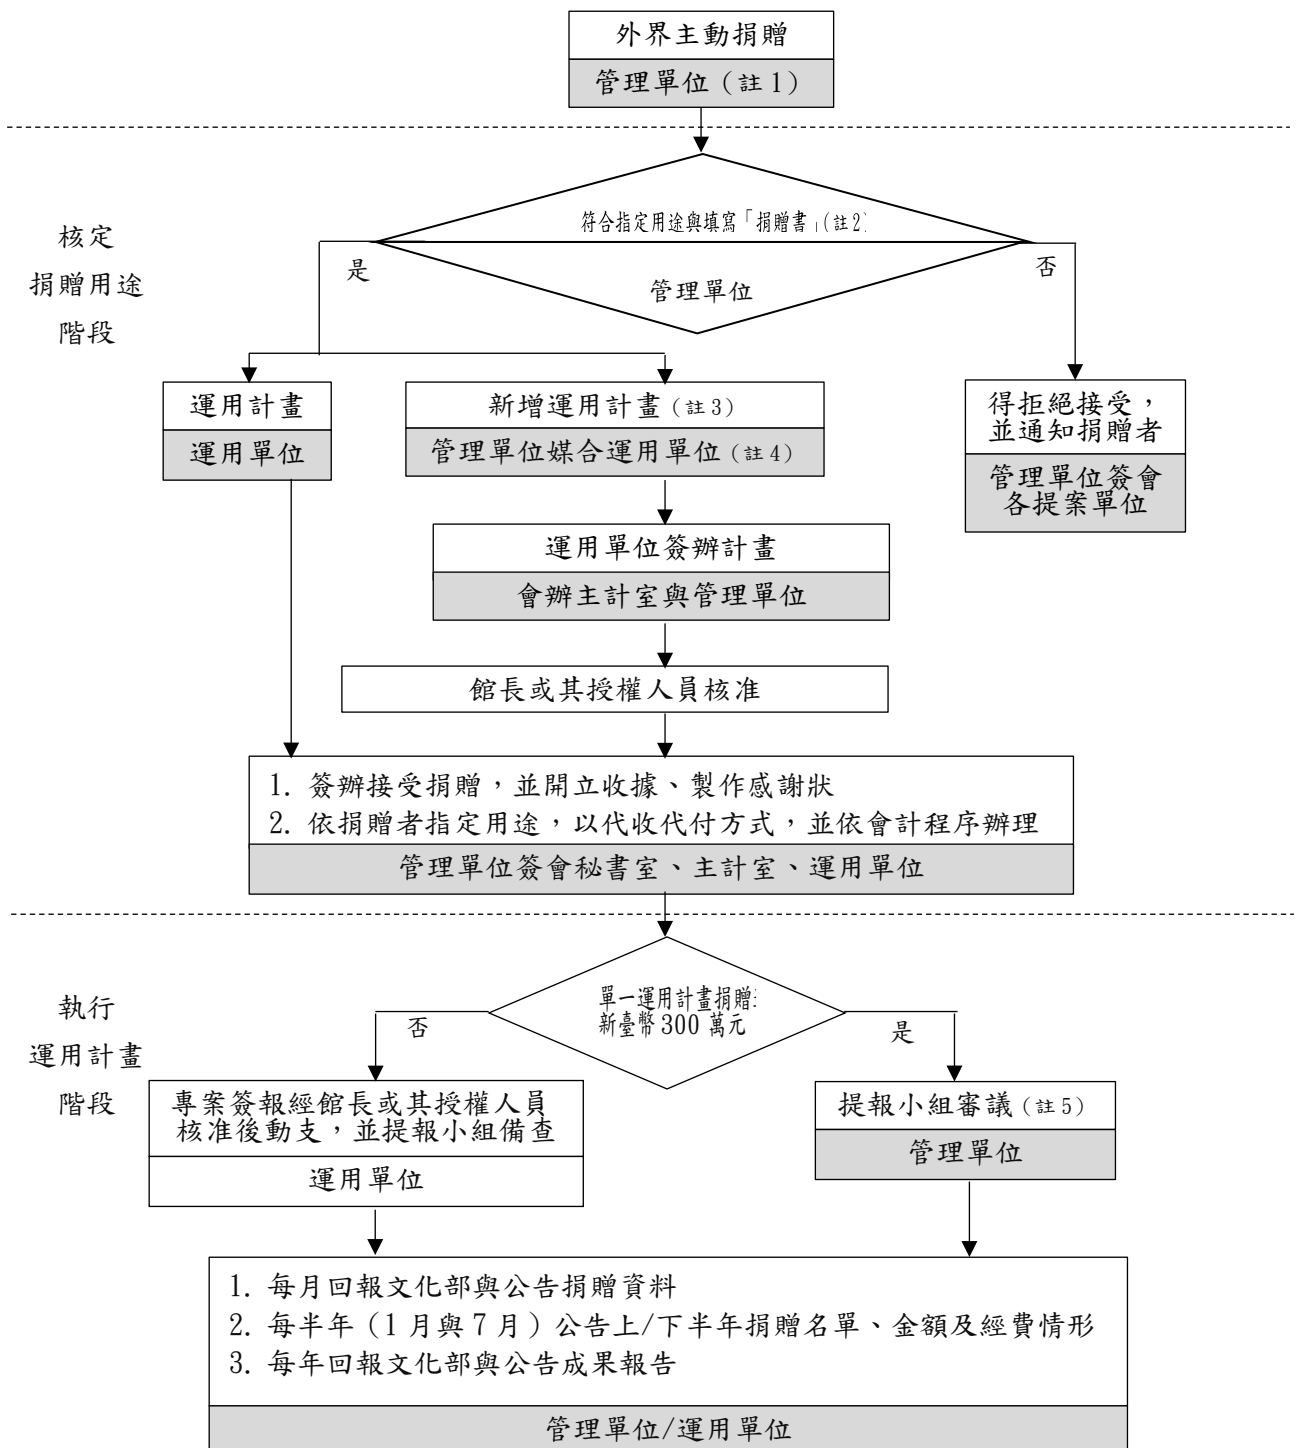 外界主動捐贈
管理單位（註1）
核定
捐贈用途
階段
符合指定用途與填寫「捐贈書」（註2
管理單位
是
否
運用計畫
運用單位
新增運用計畫（註3）
管理單位媒合運用單位（註4）
得拒絕接受，
並通知捐贈者
管理單位簽會
各提案單位
運用單位簽辦計畫
會辦主計室與管理單位
館長或其授權人員核准
1. 簽辦接受捐贈，並開立收據、製作感謝狀
2. 依捐贈者指定用途，以代收代付方式，並依會計程序辦理
管理單位簽會秘書室、主計室、運用單位
執行
運用計畫
階段
單一運用計畫捐贈
新臺幣300萬元
否
是
專案簽報經館長或其授權人員
核准後動支，並提報小組備查
運用單位
提報小組審議（註5）
管理單位
1. 每月回報文化部與公告捐贈資料
2. 每半年（1月與7月）公告上/下半年捐贈名單、金額及經費情形
3. 每年回報文化部與公告成果報告
管理單位/運用單位